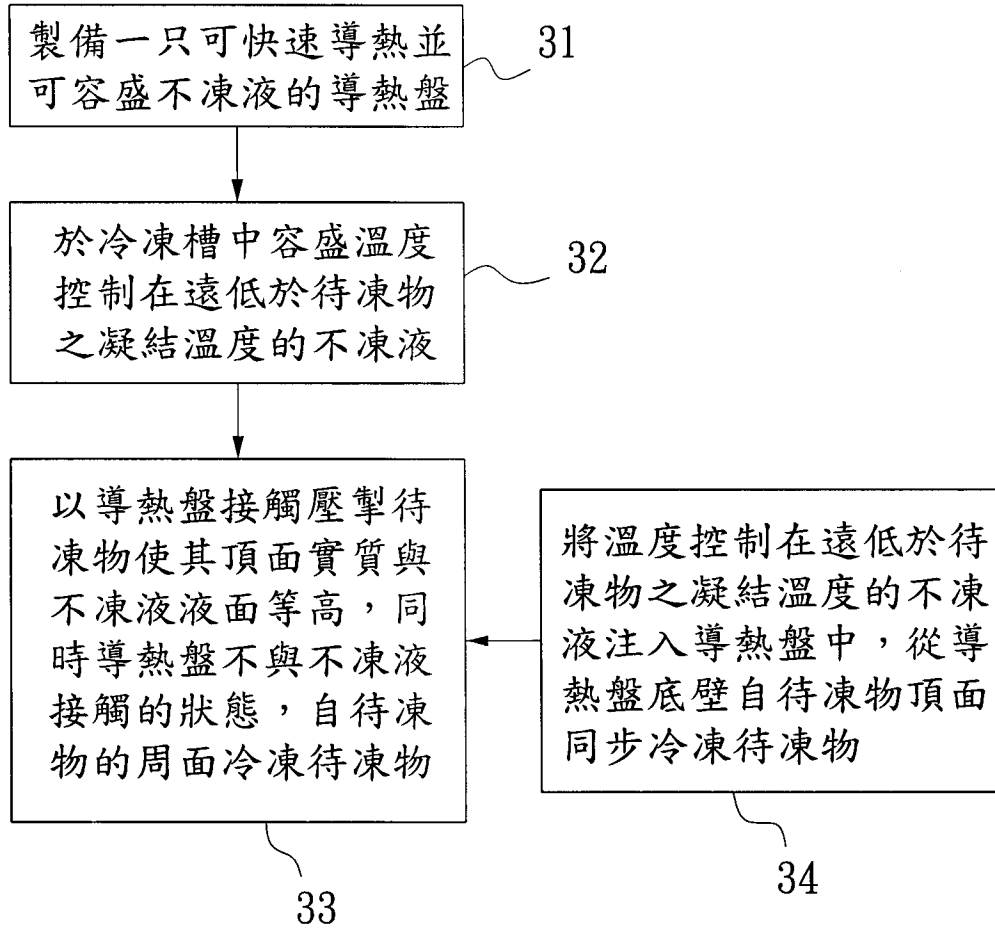 製備一只可快速導熱並
可容盛不凍液的導熱盤
31
於冷凍槽中容盛溫度
控制在遠低於待凍物
之凝結溫度的不凍液
32
以導熱盤接觸壓掣待
凍物使其頂面實質與
不凍液液面等高，同
時導熱盤不與不凍液
接觸的狀態，自待凍
物的周面冷凍待凍物
33
將溫度控制在遠低於待
凍物之凝結溫度的不凍
液注入導熱盤中，從導
熱盤底壁自待凍物頂面
同步冷凍待凍物
34